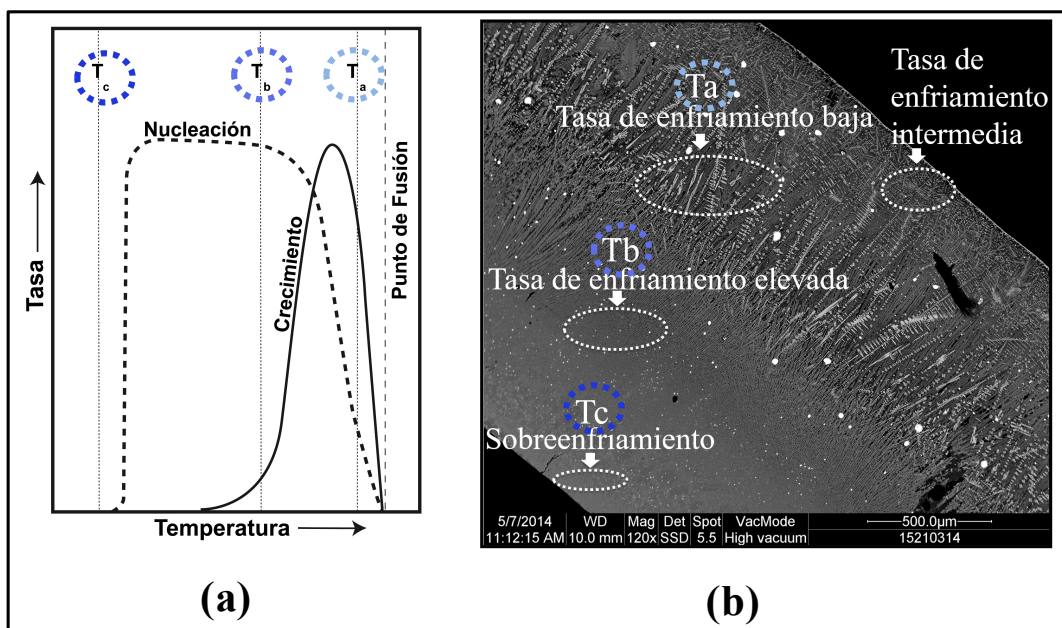 T
c
T
b
T
a
Nucleación
Crecimiento
Punto de Fusión
Tasa
Temperatura
(a)
Ta
Tasa de enfriamiento baja
Tasa de
enfriamiento
intermedia
Tb
Tasa de enfriamiento elevada
Tc
Sobreenfriamiento
5/7/2014 WD Mag Det Spot VacMode 500.0µm
11:12:15 AM 10.0 mm 120x SSD 5.5 High vacuum 15210314
(b)